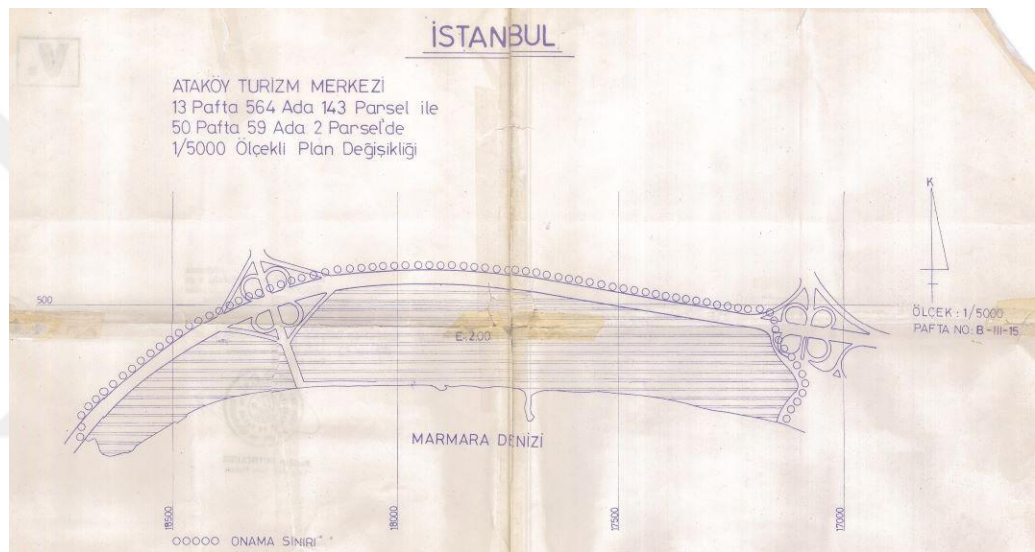 İSTANBUL
ATAKÖY TURİZM MERKEZİ
13 Pafta 564 Ada 143 Parsel ile
50 Pafta 59 Ada 2 Parsel'de
1/5000 Ölçekli Plan Değişikliği
K
500
ÖLÇEK : 1/5000
PAFTA NO: B-III-15
E:2.00
MARMARA DENİZİ
18500
18000
17500
17000
00000 ONAMA SINIRI